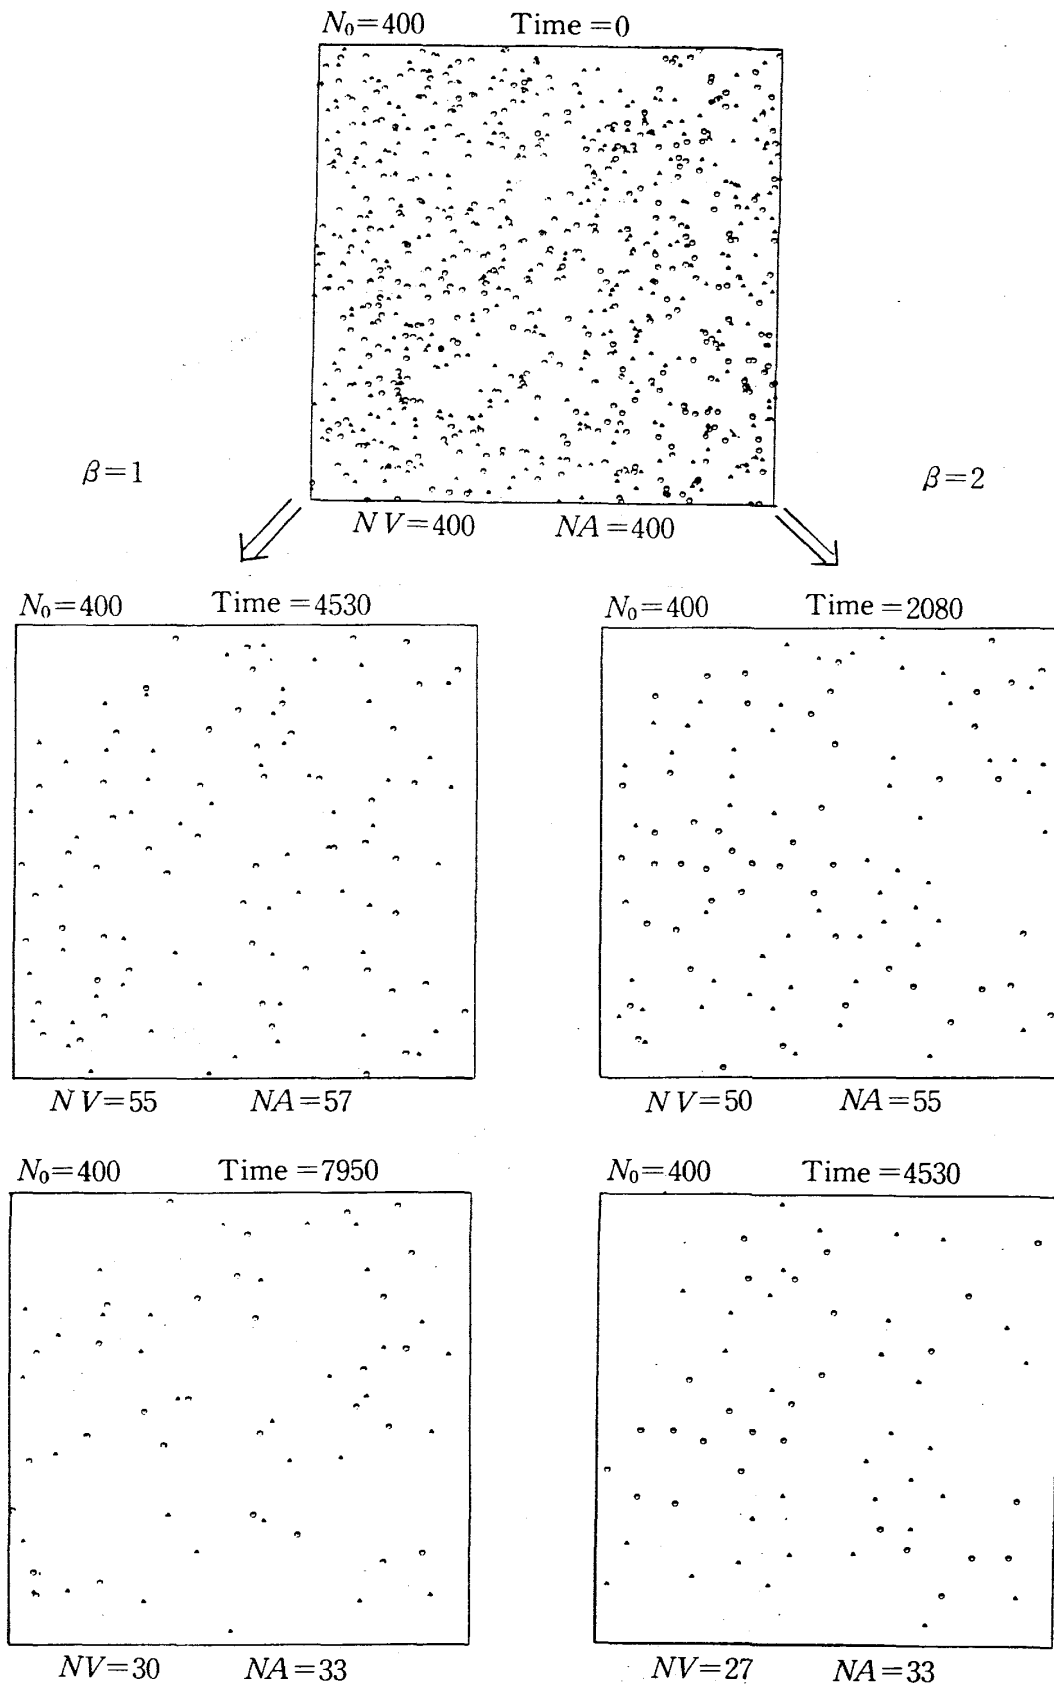 N₀=400 Time=0
β=1
β=2
NV=400 NA=400
N₀=400 Time=4530
NV=55 NA=57
N₀=400 Time=2080
NV=50 NA=55
N₀=400 Time=7950
NV=30 NA=33
N₀=400 Time=4530
NV=27 NA=33